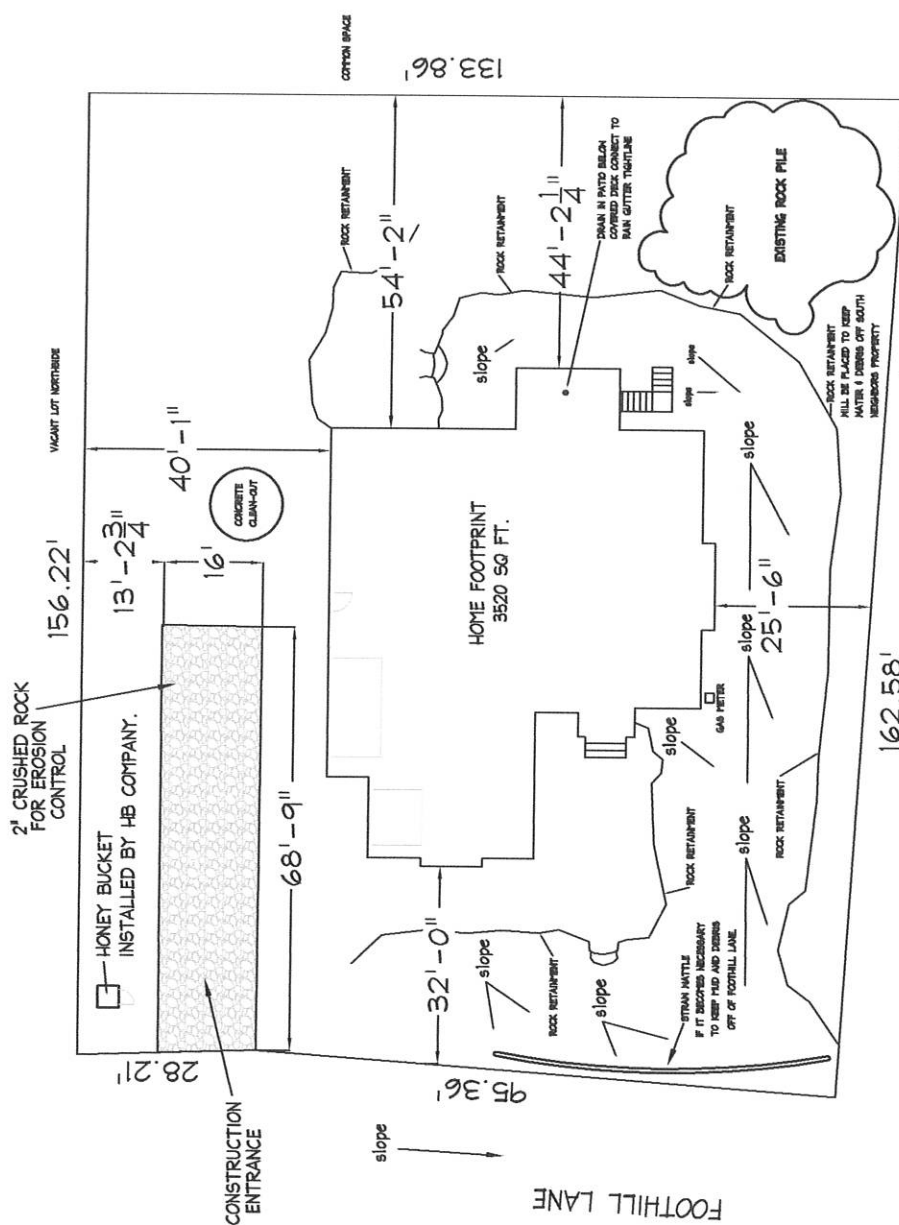 2" CRUSHED ROCK
FOR EROSION
CONTROL
156.22'
VACANT LOT NORTHSIDE
COMMON SPACE
HONEY BUCKET
INSTALLED BY HB COMPANY.
13'-2 3/4"
16'
40'-1"
ROCK RETAINMENT
133.86'
68'-9"
CONCRETE
CLEAN-OUT
54'-2"
28.21'
CONSTRUCTION
ENTRANCE
ROCK RETAINMENT
44'-2 1/4"
DRAIN IN PATIO BELOW
COVERED DECK CONNECT TO
RAIN GUTTER TIGHTLINE
32'-0"
HOME FOOTPRINT
3520 SQ FT.
slope
ROCK RETAINMENT
EXISTING ROCK PILE
95.36'
slope
slope
ROCK RETAINMENT
slope
ROCK RETAINMENT
slope
GAS METER
slope
slope
slope
slope
slope
25'-6"
ROCK RETAINMENT
WILL BE PLACED TO KEEP
WATER & DEBRIS OFF SOUTH
NEIGHBORS PROPERTY
STRAW WATTLE
IF IT BECOMES NECESSARY
TO KEEP MUD AND DEBRIS
OFF OF FOOTHILL LANE.
ROCK RETAINMENT
162.58'
slope
FOOTHILL LANE